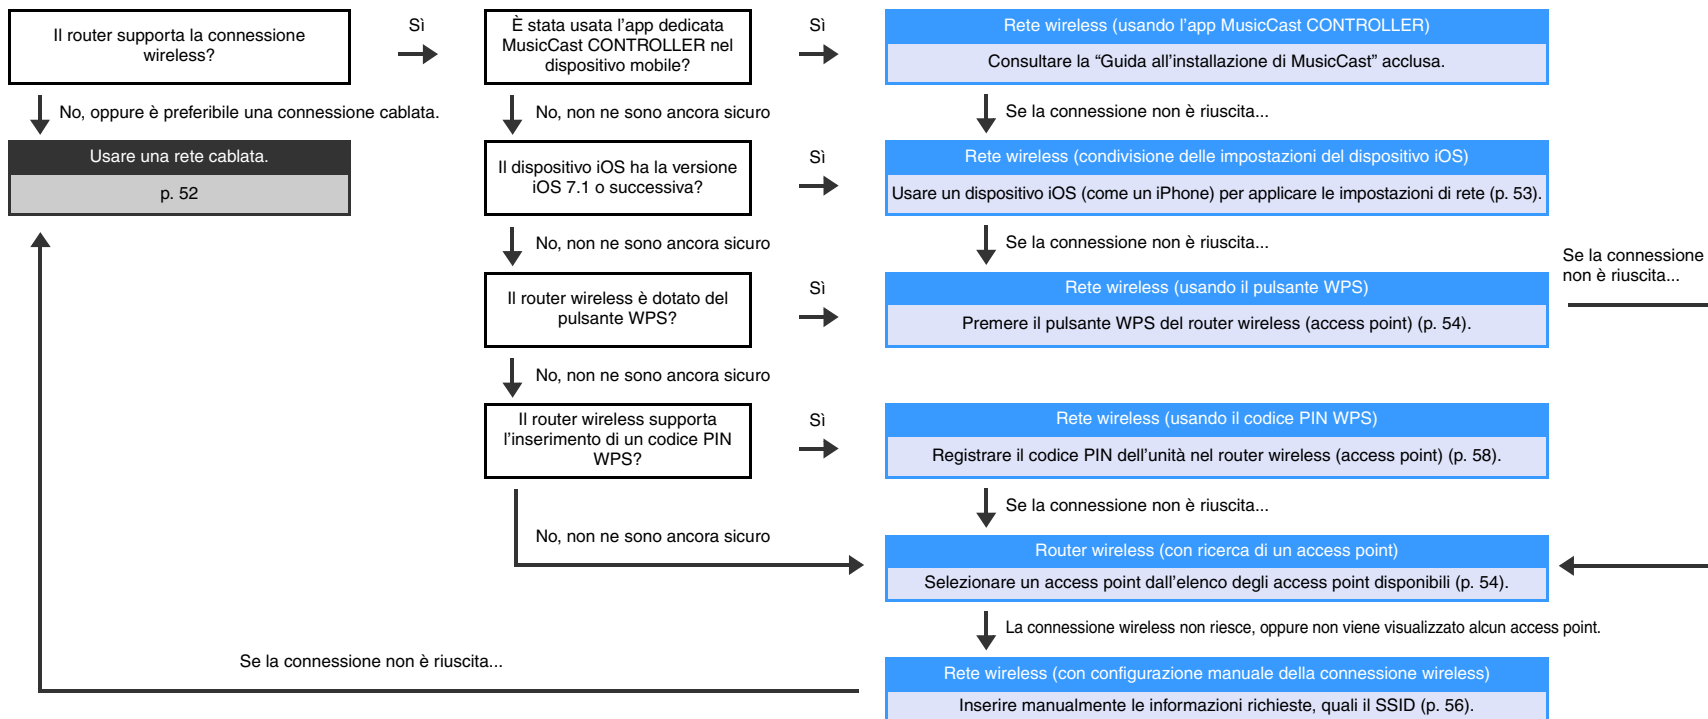 Il router supporta la connessione
wireless?
Sì
È stata usata l'app dedicata
MusicCast CONTROLLER nel
dispositivo mobile?
Sì
Rete wireless (usando l'app MusicCast CONTROLLER)
Consultare la “Guida all'installazione di MusicCast” acclusa.
No, oppure è preferibile una connessione cablata.
No, non ne sono ancora sicuro
Se la connessione non è riuscita...
Usare una rete cablata.
p. 52
Il dispositivo iOS ha la versione
iOS 7.1 o successiva?
Sì
Rete wireless (condivisione delle impostazioni del dispositivo iOS)
Usare un dispositivo iOS (come un iPhone) per applicare le impostazioni di rete (p. 53).
No, non ne sono ancora sicuro
Se la connessione non è riuscita...
Se la connessione
non è riuscita...
Il router wireless è dotato del
pulsante WPS?
Sì
Rete wireless (usando il pulsante WPS)
Premere il pulsante WPS del router wireless (access point) (p. 54).
No, non ne sono ancora sicuro
Il router wireless supporta
l'inserimento di un codice PIN
WPS?
Sì
Rete wireless (usando il codice PIN WPS)
Registrare il codice PIN dell'unità nel router wireless (access point) (p. 58).
Se la connessione non è riuscita...
No, non ne sono ancora sicuro
Router wireless (con ricerca di un access point)
Selezionare un access point dall'elenco degli access point disponibili (p. 54).
La connessione wireless non riesce, oppure non viene visualizzato alcun access point.
Se la connessione non è riuscita...
Rete wireless (con configurazione manuale della connessione wireless)
Inserire manualmente le informazioni richieste, quali il SSID (p. 56).